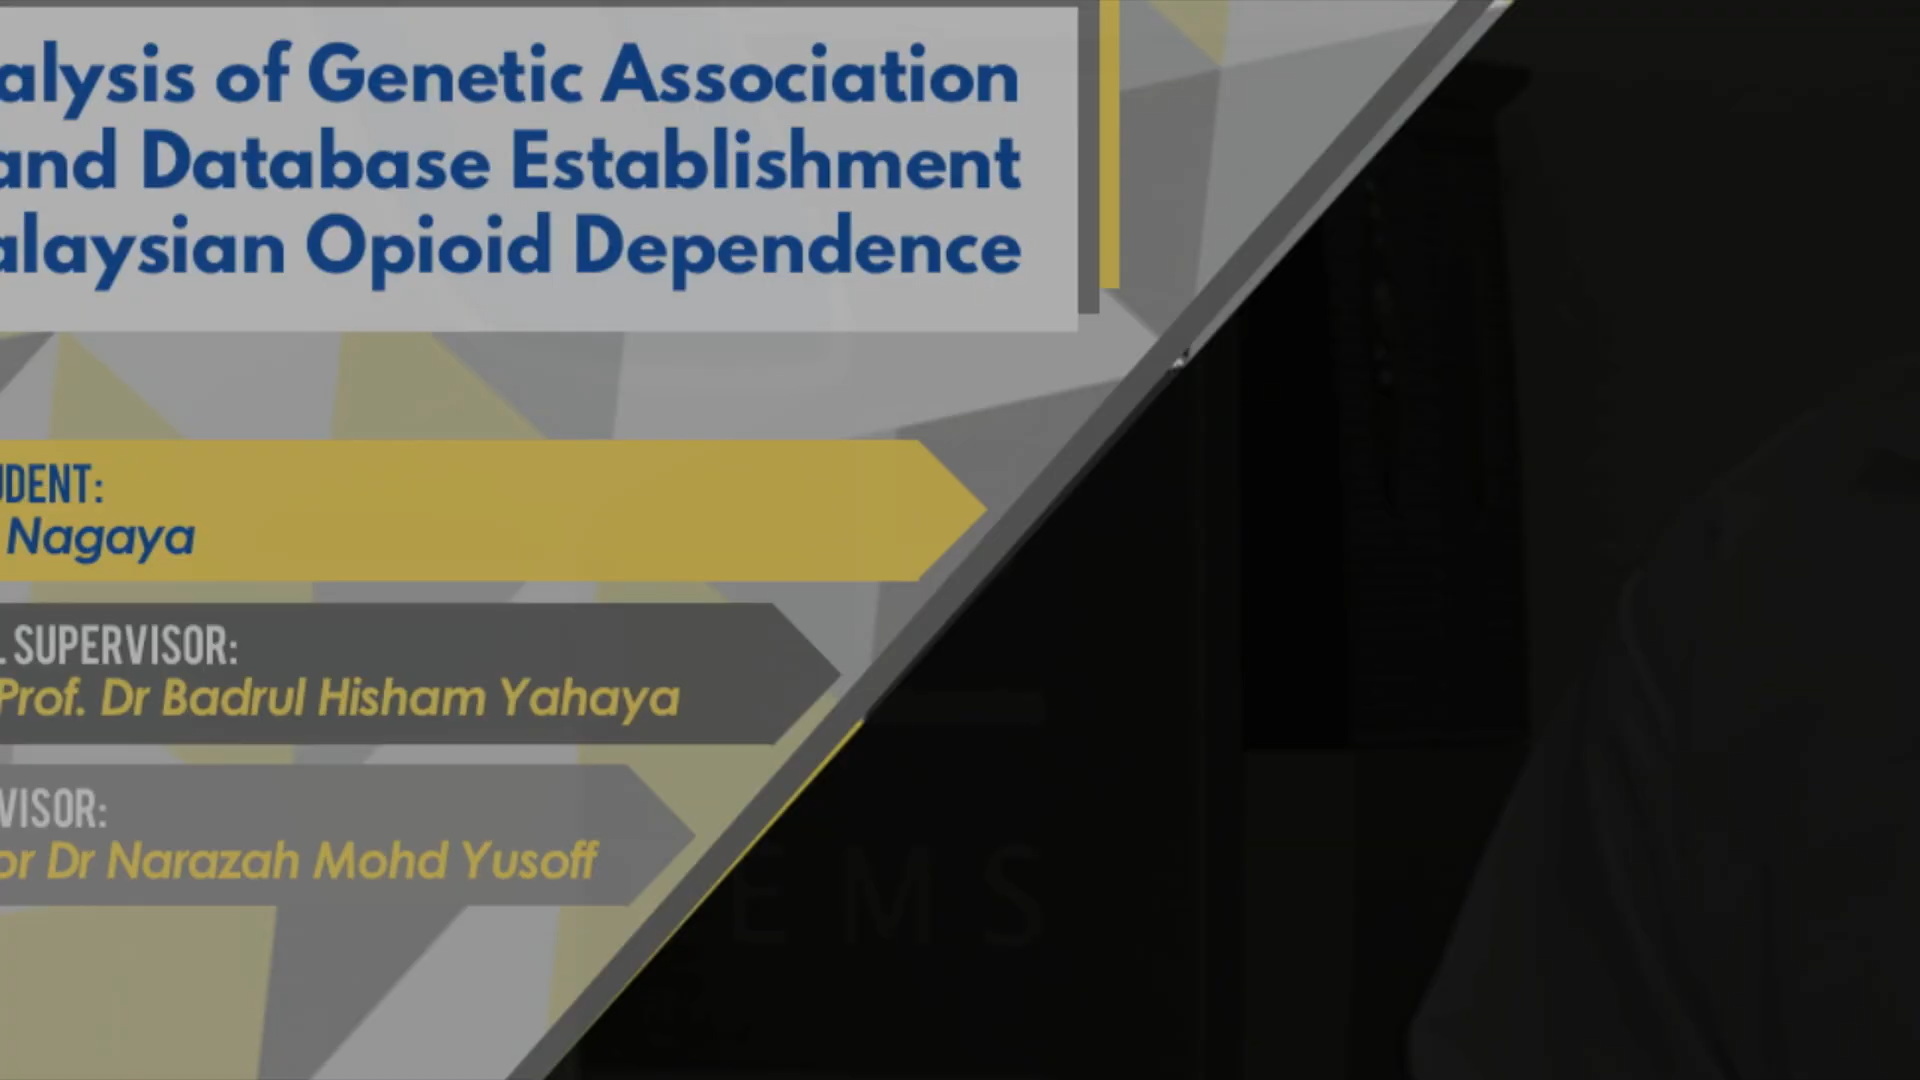 alysis of Genetic Association
and Database Establishment
alaysian Opioid Dependence
UDENT:
Nagaya
L SUPERVISOR:
Prof. Dr Badrul Hisham Yahaya
VISOR:
or Dr Narazah Mohd Yusoff
EMS